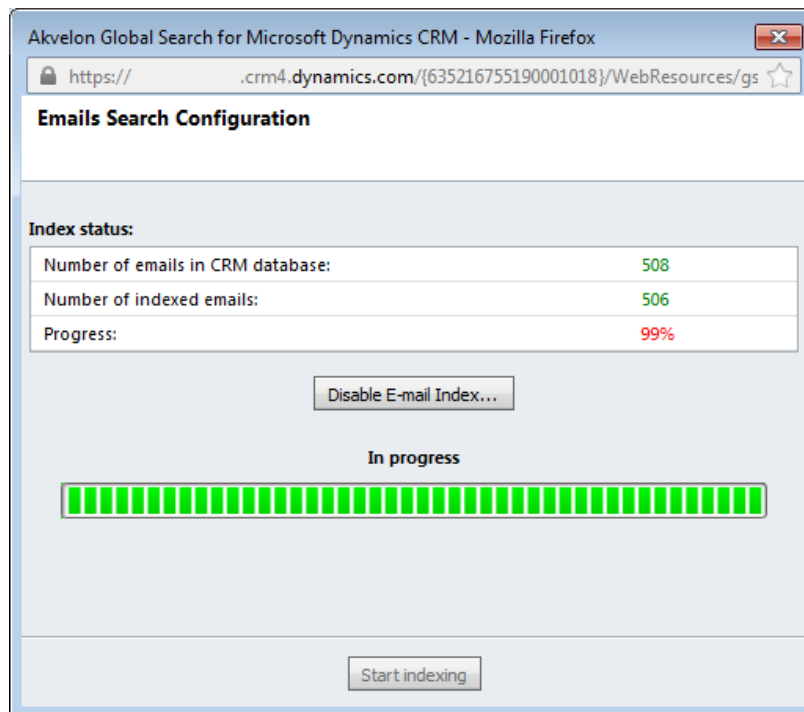 Akvelon Global Search for Microsoft Dynamics CRM - Mozilla Firefox
https:// .crm4.dynamics.com/{635216755190001018}/WebResources/gs
Emails Search Configuration
Index status:
Number of emails in CRM database: 508
Number of indexed emails: 506
Progress: 99%
Disable E-mail Index...
In progress
Start indexing